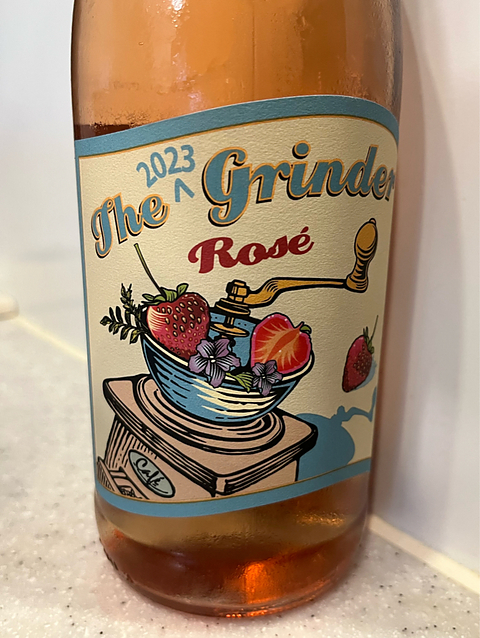 2023
The ^ Grinder
Rosé
Café